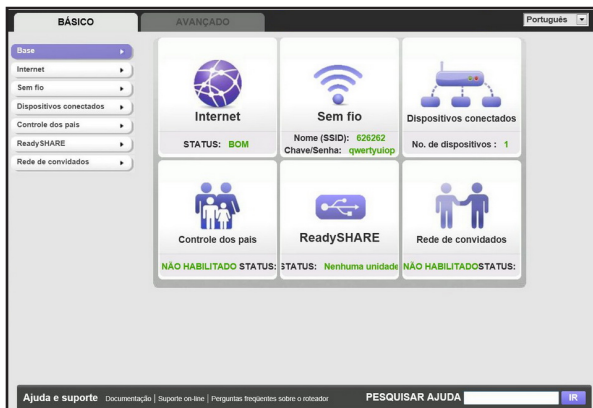 BÁSICO
AVANÇADO
Português
Base
Internet
Sem fio
Dispositivos conectados
Controle dos pais
ReadySHARE
Rede de convidados
Internet
STATUS: BOM
Sem fio
Nome (SSID): 626262
Chave/Senha: qwertyuiop
Dispositivos conectados
No. de dispositivos : 1
Controle dos pais
NÃO HABILITADO STATUS:
ReadySHARE
STATUS: Nenhuma unidade
Rede de convidados
NÃO HABILITADOSTATUS:
Ajuda e suporte Documentação | Suporte on-line | Perguntas freqüentes sobre o roteador PESQUISAR AJUDA IR